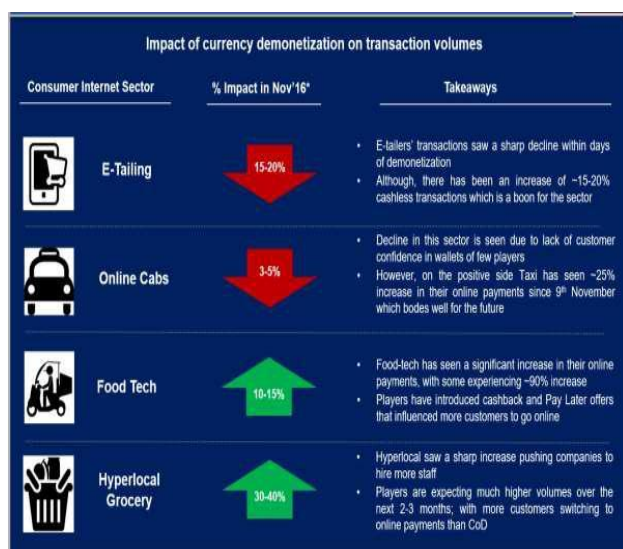 Impact of currency demonetization on transaction volumes
Consumer Internet Sector
% Impact in Nov'16*
Takeaways
E-Tailing
15-20%
• E-tailers' transactions saw a sharp decline within days
of demonetization
• Although, there has been an increase of ~15-20%
cashless transactions which is a boon for the sector
Online Cabs
3-5%
• Decline in this sector is seen due to lack of customer
confidence in wallets of few players
• However, on the positive side Taxi has seen ~25%
increase in their online payments since 9th November
which bodes well for the future
Food Tech
10-15%
• Food-tech has seen a significant increase in their online
payments, with some experiencing ~90% increase
• Players have introduced cashback and Pay Later offers
that influenced more customers to go online
Hyperlocal
Grocery
30-40%
• Hyperlocal saw a sharp increase pushing companies to
hire more staff
• Players are expecting much higher volumes over the
next 2-3 months; with more customers switching to
online payments than CoD